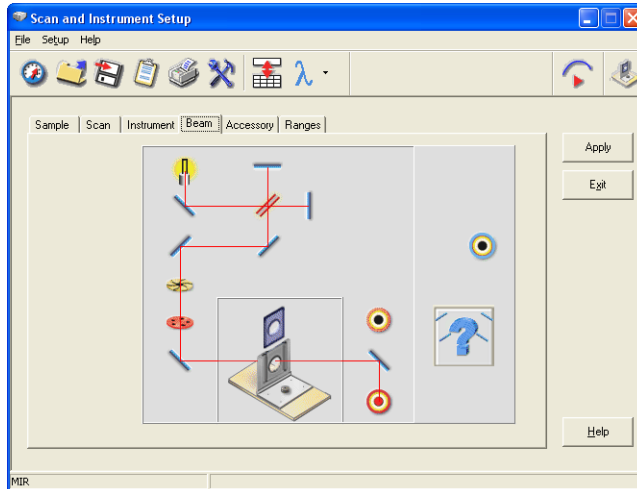 Scan and Instrument Setup
File Setup Help
λ
Sample Scan Instrument Beam Accessory Ranges
Apply
Exit
?
Help
MIR